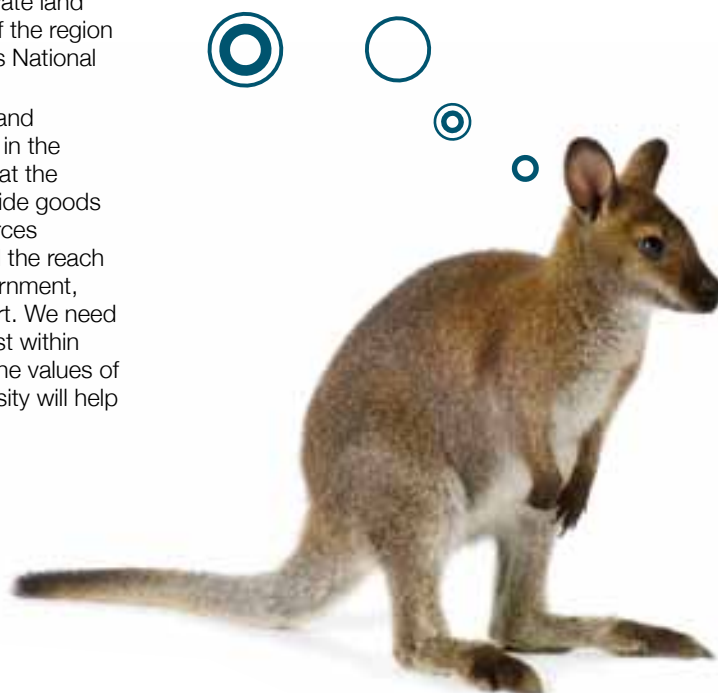 ate land
f the region
s National
and
in the
at the
ide goods
rces
the reach
ernment,
rt. We need
st within
he values of
sity will help